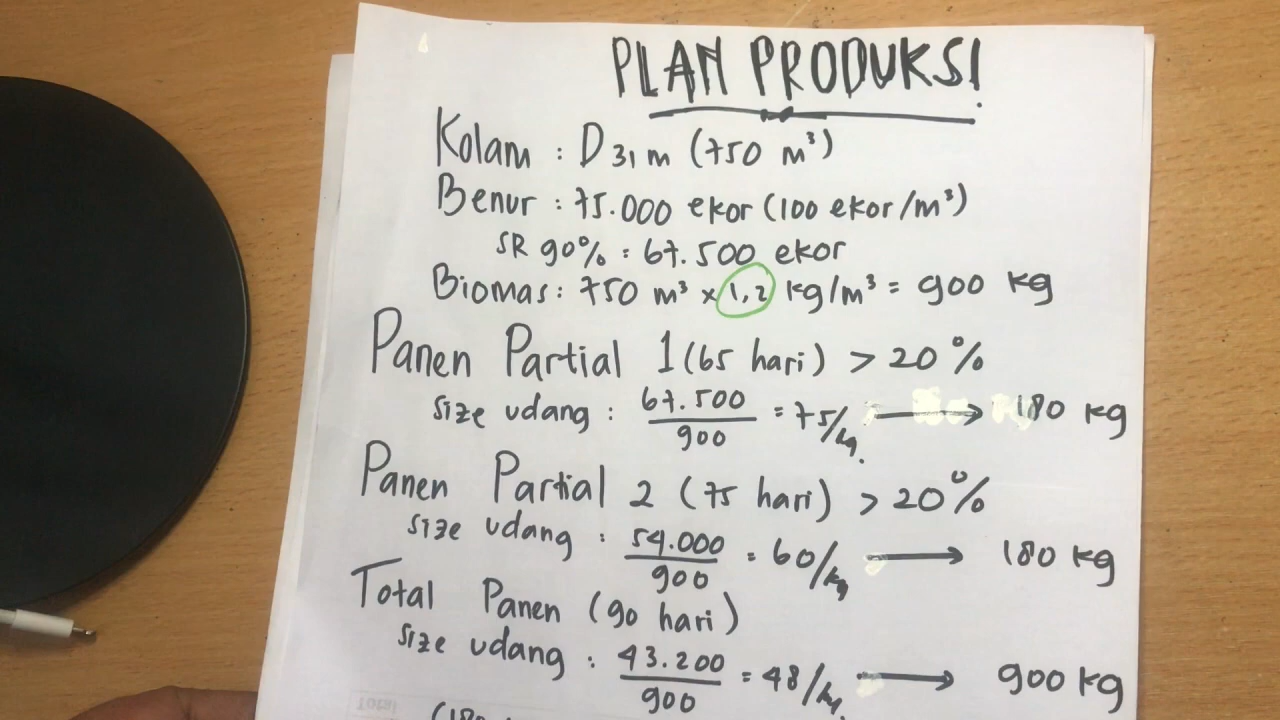 PLAN PRODUKSI
Kolam : D 31 m (750 m³)
Benur : 75.000 ekor (100 ekor/m³)
SR 90% = 67.500 ekor
Biomas : 750 m³ x 1,2 kg/m³ = 900 kg
Panen Partial 1 (65 hari) > 20%
size udang : 67.500/900 = 75/kg. → 180 kg
Panen Partial 2 (75 hari) > 20%
size udang : 54.000/900 = 60/kg → 180 kg
Total Panen (90 hari)
size udang : 43.200/900 = 48/kg. → 900 kg